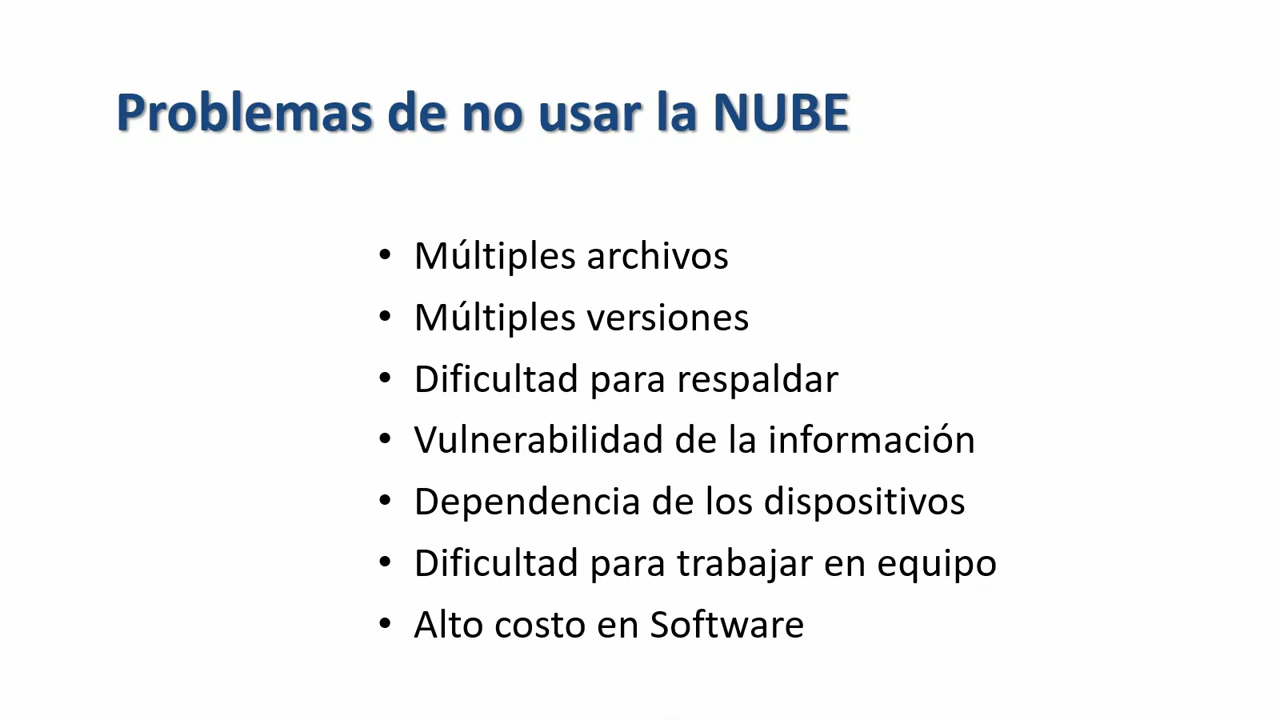 Problemas de no usar la NUBE
• Múltiples archivos
• Múltiples versiones
• Dificultad para respaldar
• Vulnerabilidad de la información
• Dependencia de los dispositivos
• Dificultad para trabajar en equipo
• Alto costo en Software